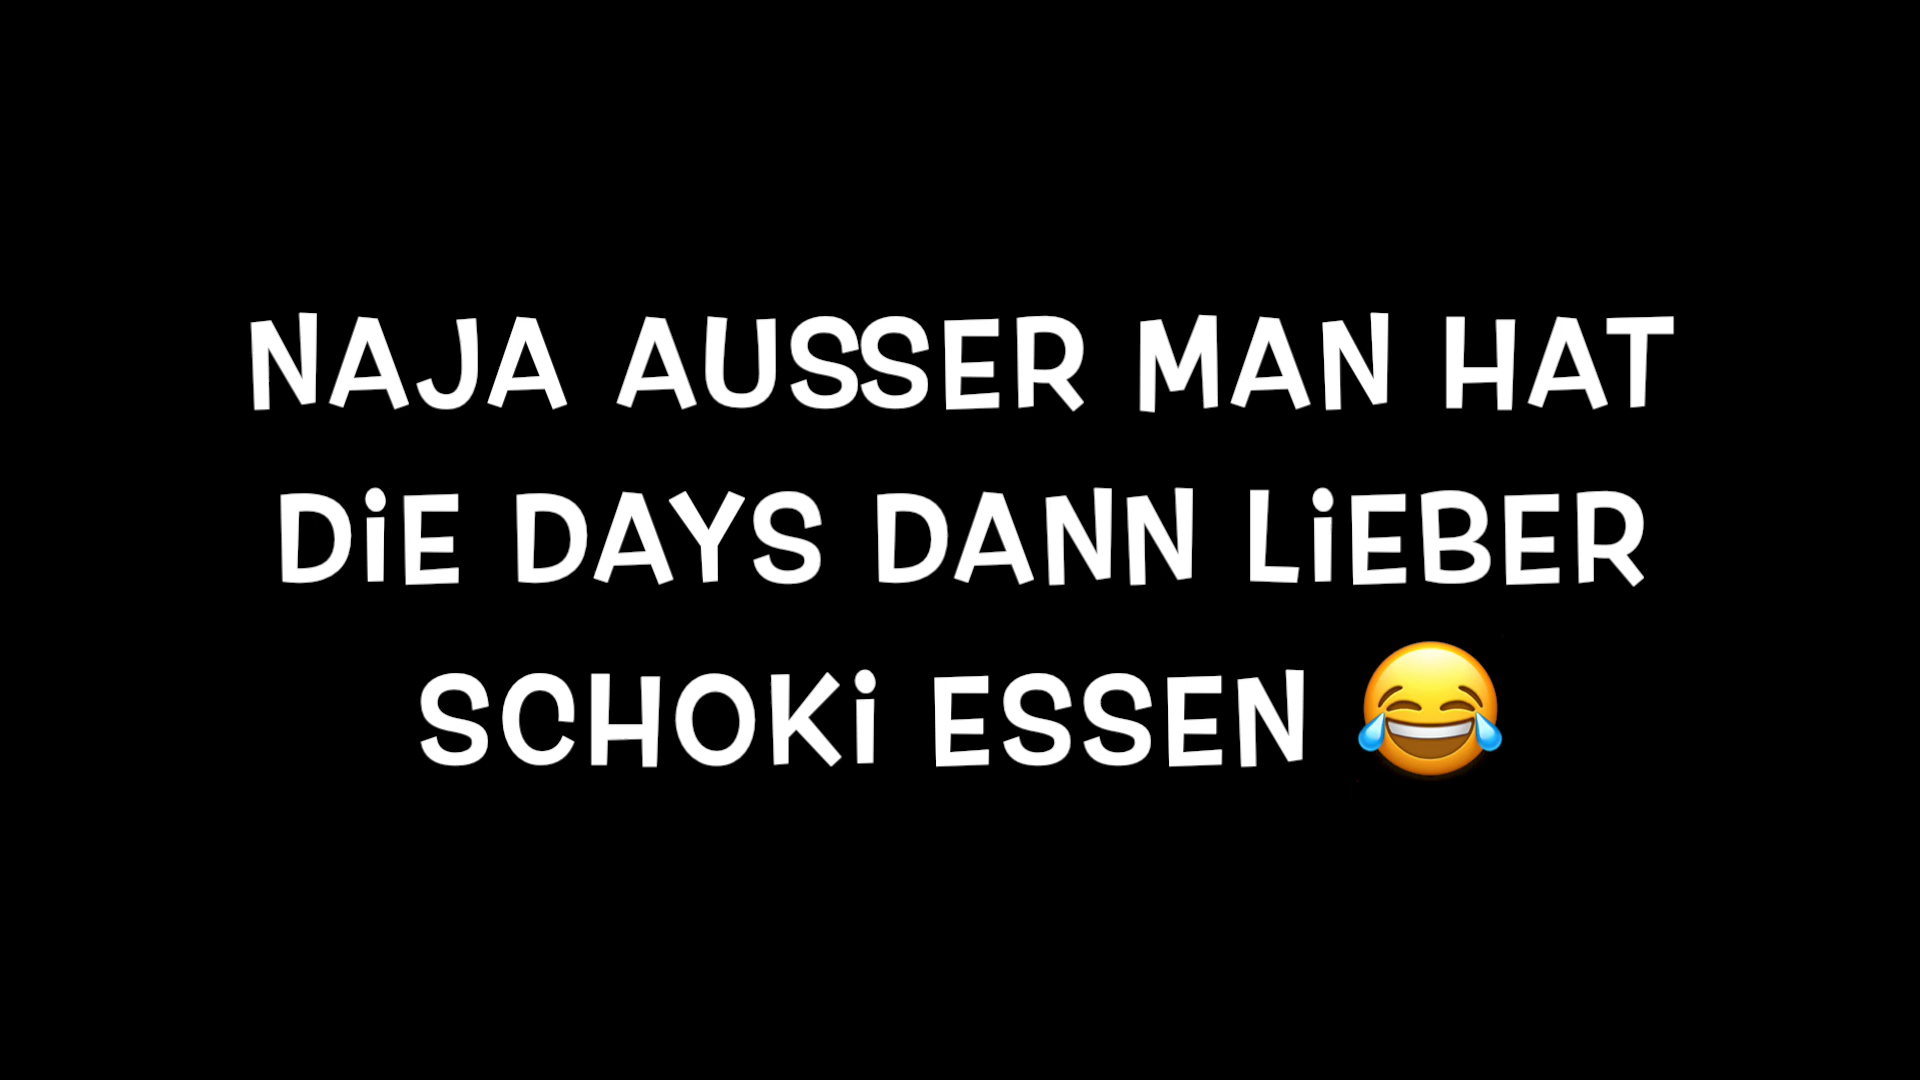 NAJA AUSSER MAN HAT
DiE DAYS DANN LiEBER
SCHOKi ESSEN 😂